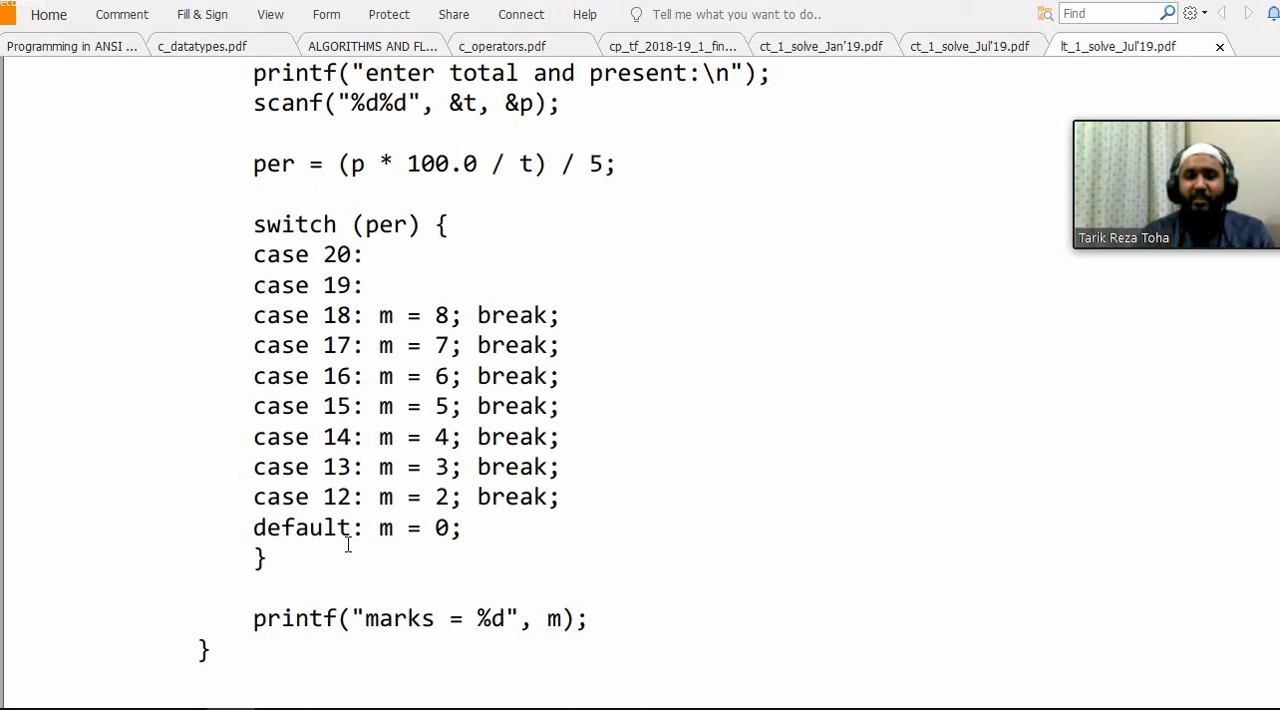 Home Comment Fill & Sign View Form Protect Share Connect Help Tell me what you want to do.. Find
Programming in ANSI ... c_datatypes.pdf ALGORITHMS AND FL... c_operators.pdf cp_tf_2018-19_1_fin... ct_1_solve_Jan'19.pdf ct_1_solve_Jul'19.pdf lt_1_solve_Jul'19.pdf
printf("enter total and present:\n");
scanf("%d%d", &t, &p);
per = (p * 100.0 / t) / 5;
switch (per) {
case 20:
case 19:
case 18: m = 8; break;
case 17: m = 7; break;
case 16: m = 6; break;
case 15: m = 5; break;
case 14: m = 4; break;
case 13: m = 3; break;
case 12: m = 2; break;
default: m = 0;
}
printf("marks = %d", m);
}
Tarik Reza Toha